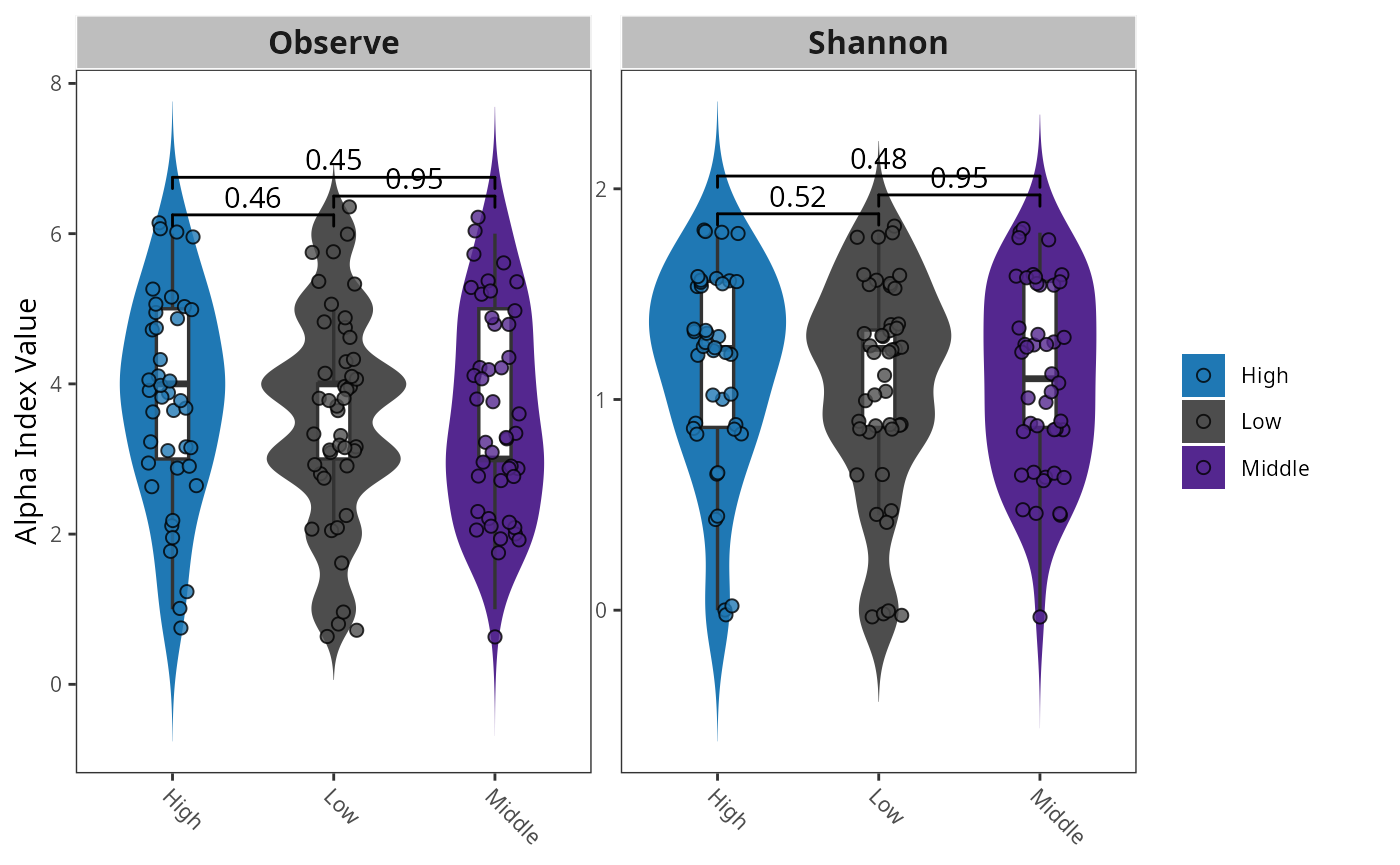 Observe
Shannon
Alpha Index Value
8
6
4
2
0
0.45
0.95
0.46
High
Low
Middle
2
1
0
0.48
0.95
0.52
High
Low
Middle
High
Low
Middle